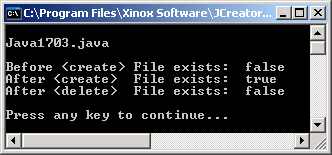 C:\Program Files\Xinox Software\JCreator...
Java1703.java
Before <create> File exists:  false
After <create>  File exists:  true
After <delete>  File exists:  false
Press any key to continue...